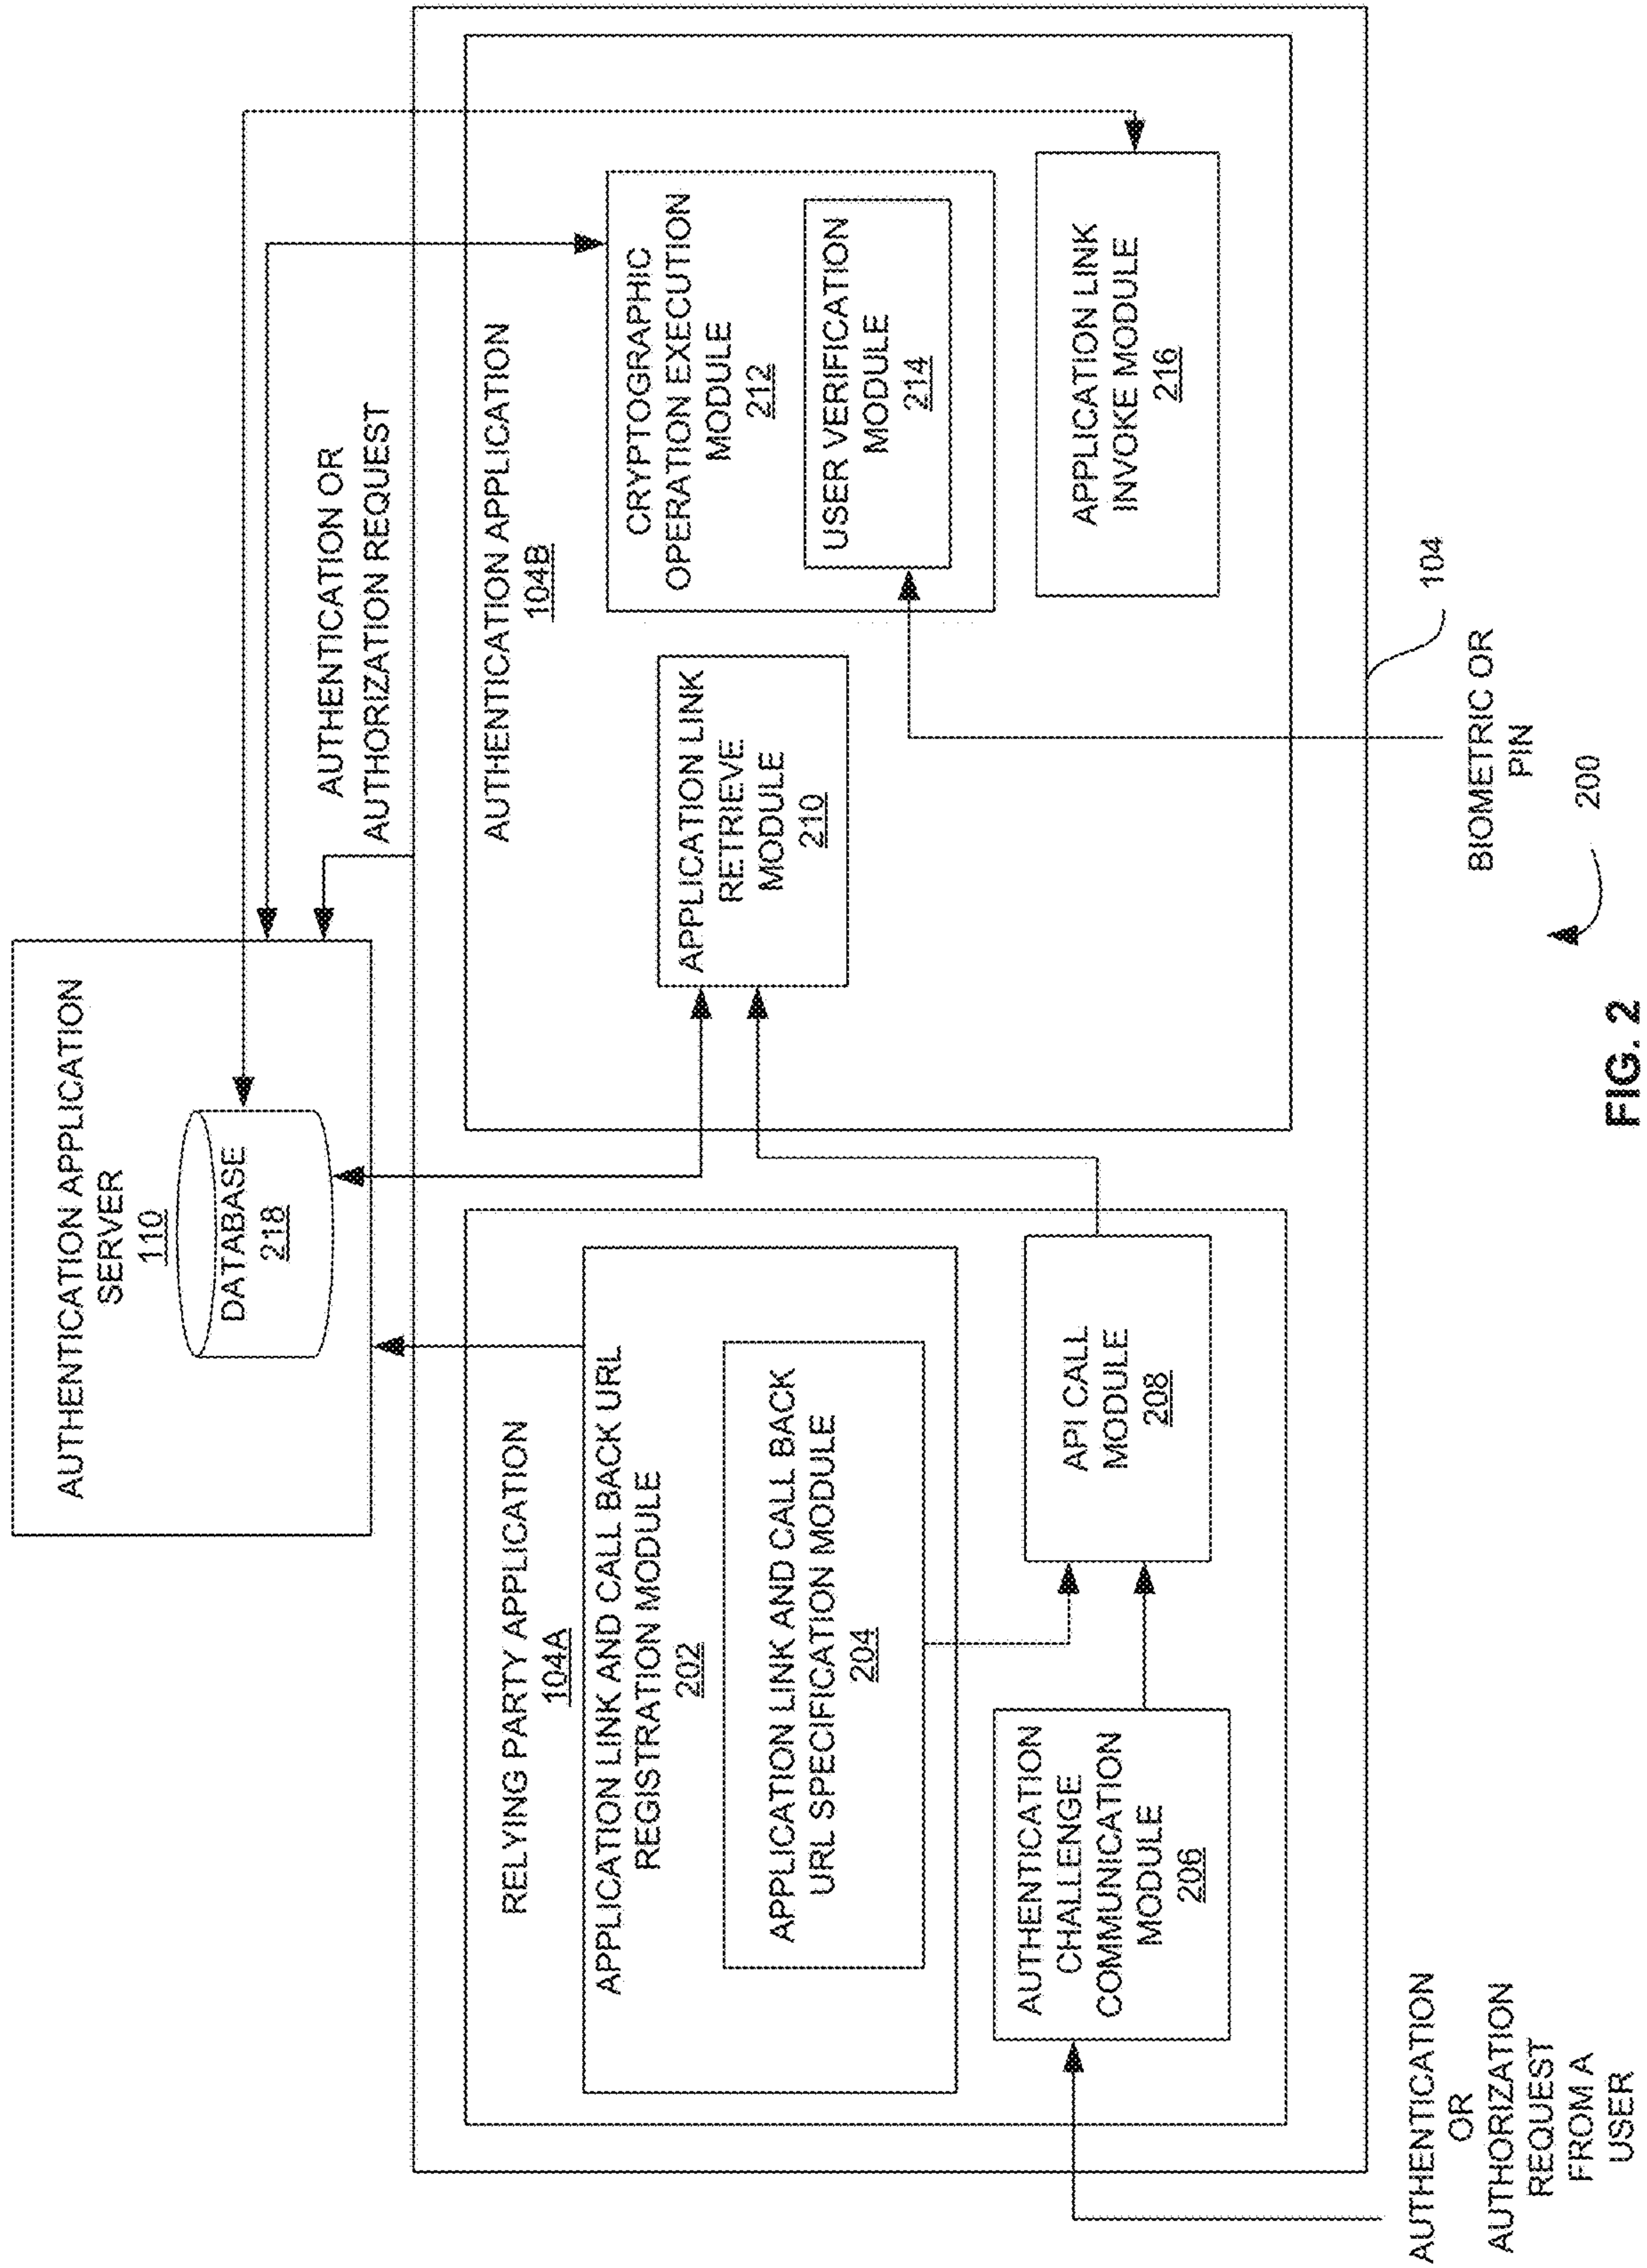 AUTHENTICATION APPLICATION
SERVER
110
DATABASE
218
AUTHENTICATION OR
AUTHORIZATION REQUEST
RELYING PARTY APPLICATION
104A
APPLICATION LINK AND CALL BACK URL
REGISTRATION MODULE
202
APPLICATION LINK AND CALL BACK
URL SPECIFICATION MODULE
204
AUTHENTICATION
CHALLENGE
COMMUNICATION
MODULE
206
API CALL
MODULE
208
AUTHENTICATION APPLICATION
104B
APPLICATION LINK
RETRIEVE
MODULE
210
CRYPTOGRAPHIC
OPERATION EXECUTION
MODULE
212
USER VERIFICATION
MODULE
214
APPLICATION LINK
INVOKE MODULE
216
104
AUTHENTICATION
OR
AUTHORIZATION
REQUEST
FROM A
USER
BIOMETRIC OR
PIN
200
FIG. 2